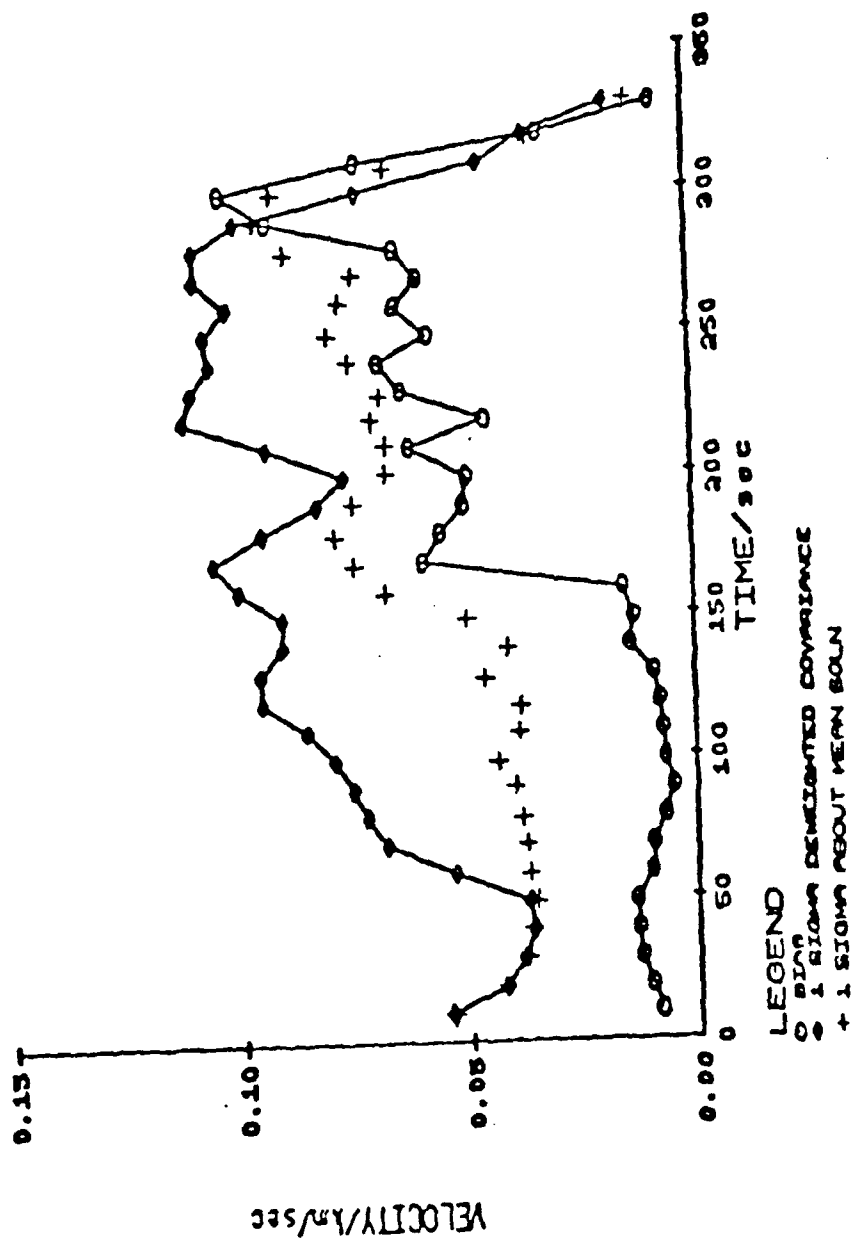 VELOCITY/km/sec
0.15
0.10
0.05
0.00
0
50
100
150
200
250
300
350
TIME/sec
LEGEND
O BIAS
1 SIGMA DEWEIGHTED COVARIANCE
+ 1 SIGMA ABOUT MEAN SOLN